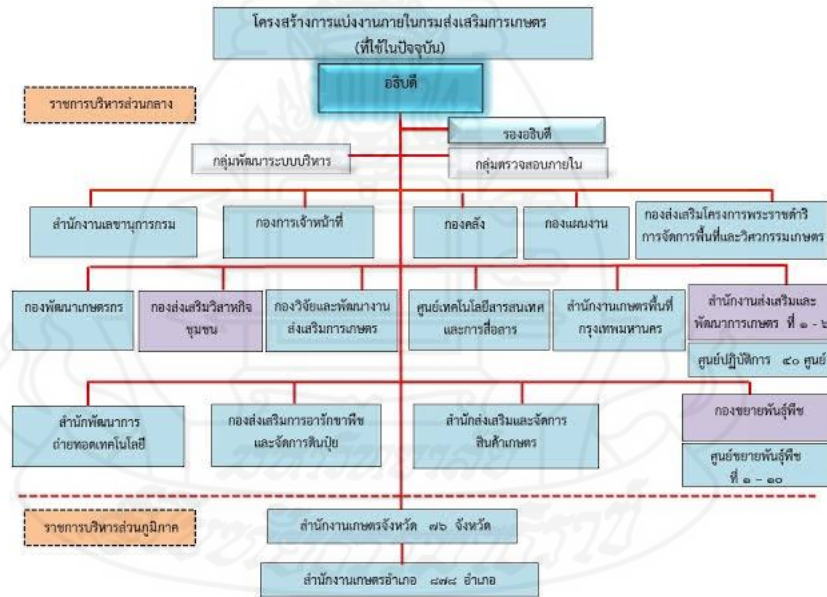 โครงสร้างการแบ่งงานภายในกรมส่งเสริมการเกษตร
(ที่ใช้ในปัจจุบัน)
อธิบดี
ราชการบริหารส่วนกลาง
รองอธิบดี
กลุ่มพัฒนาระบบบริหาร
กลุ่มตรวจสอบภายใน
สำนักงานเลขานุการกรม
กองการเจ้าหน้าที่
กองคลัง
กองแผนงาน
กองส่งเสริมโครงการพระราชดำริ
การจัดการพื้นที่และวิศวกรรมเกษตร
กองพัฒนาเกษตรกร
กองส่งเสริมวิสาหกิจ
ชุมชน
กองวิจัยและพัฒนางาน
ส่งเสริมการเกษตร
ศูนย์เทคโนโลยีสารสนเทศ
และการสื่อสาร
สำนักงานเกษตรพื้นที่
กรุงเทพมหานคร
สำนักงานส่งเสริมและ
พัฒนาการเกษตร ที่ ๑ - ๖
ศูนย์ปฏิบัติการ ๕๐ ศูนย์
สำนักพัฒนาการ
ถ่ายทอดเทคโนโลยี
กองส่งเสริมการอารักขาพืช
และจัดการดินปุ๋ย
สำนักส่งเสริมและจัดการ
สินค้าเกษตร
กองขยายพันธุ์พืช
ศูนย์ขยายพันธุ์พืช
ที่ ๑ - ๑๐
ราชการบริหารส่วนภูมิภาค
สำนักงานเกษตรจังหวัด ๗๖ จังหวัด
สำนักงานเกษตรอำเภอ ๘๗๘ อำเภอ